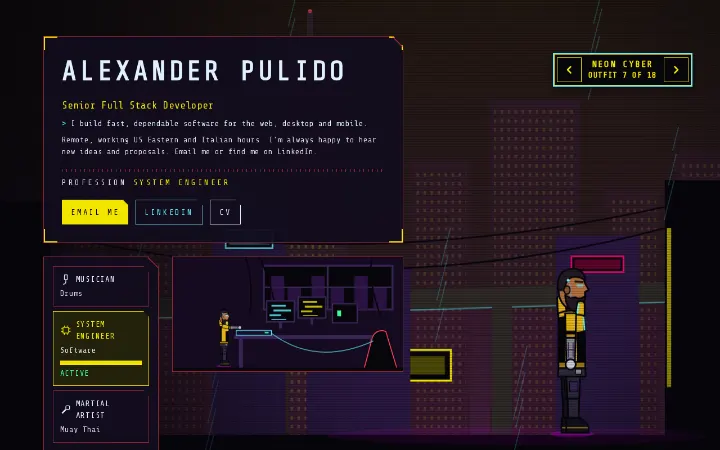 ALEXANDER PULIDO
Senior Full Stack Developer
> I build fast, dependable software for the web, desktop and mobile.
Remote, working US Eastern and Italian hours. I'm always happy to hear
new ideas and proposals. Email me or find me on LinkedIn.
PROFESSION SYSTEM ENGINEER
EMAIL ME
LINKEDIN
CV
NEON CYBER
OUTFIT 7 OF 18
MUSICIAN
Drums
SYSTEM
ENGINEER
Software
ACTIVE
MARTIAL
ARTIST
Muay Thai